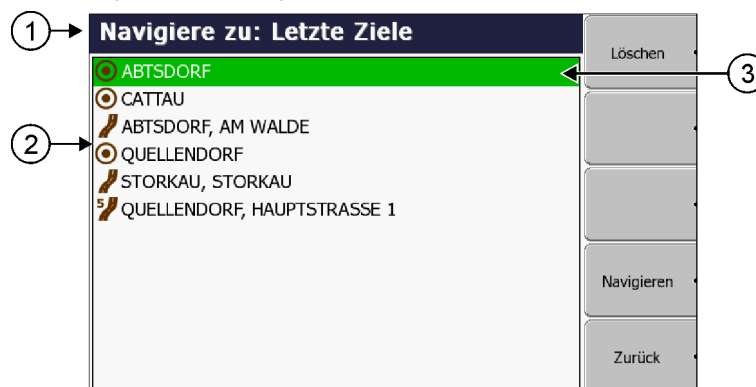 1
Navigiere zu: Letzte Ziele
Löschen
3
ABTSDORF
CATTAU
2
ABTSDORF, AM WALDE
QUELLENDORF
STORKAU, STORKAU
5
QUELLENDORF, HAUPTSTRASSE 1
Navigieren
Zurück